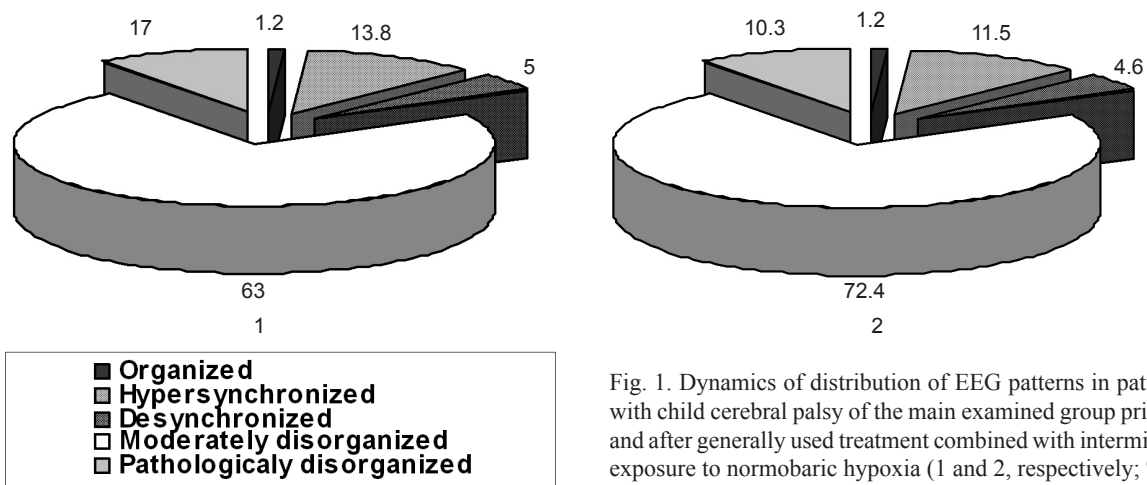 17
1.2
13.8
5
63
1
10.3
1.2
11.5
4.6
72.4
2
Organized
Hypersynchronized
Desynchronized
Moderately disorganized
Pathologicaly disorganized
Fig. 1. Dynamics of distribution of EEG patterns in pat
with child cerebral palsy of the main examined group pri
and after generally used treatment combined with intermi
exposure to normobaric hypoxia (1 and 2, respectively;